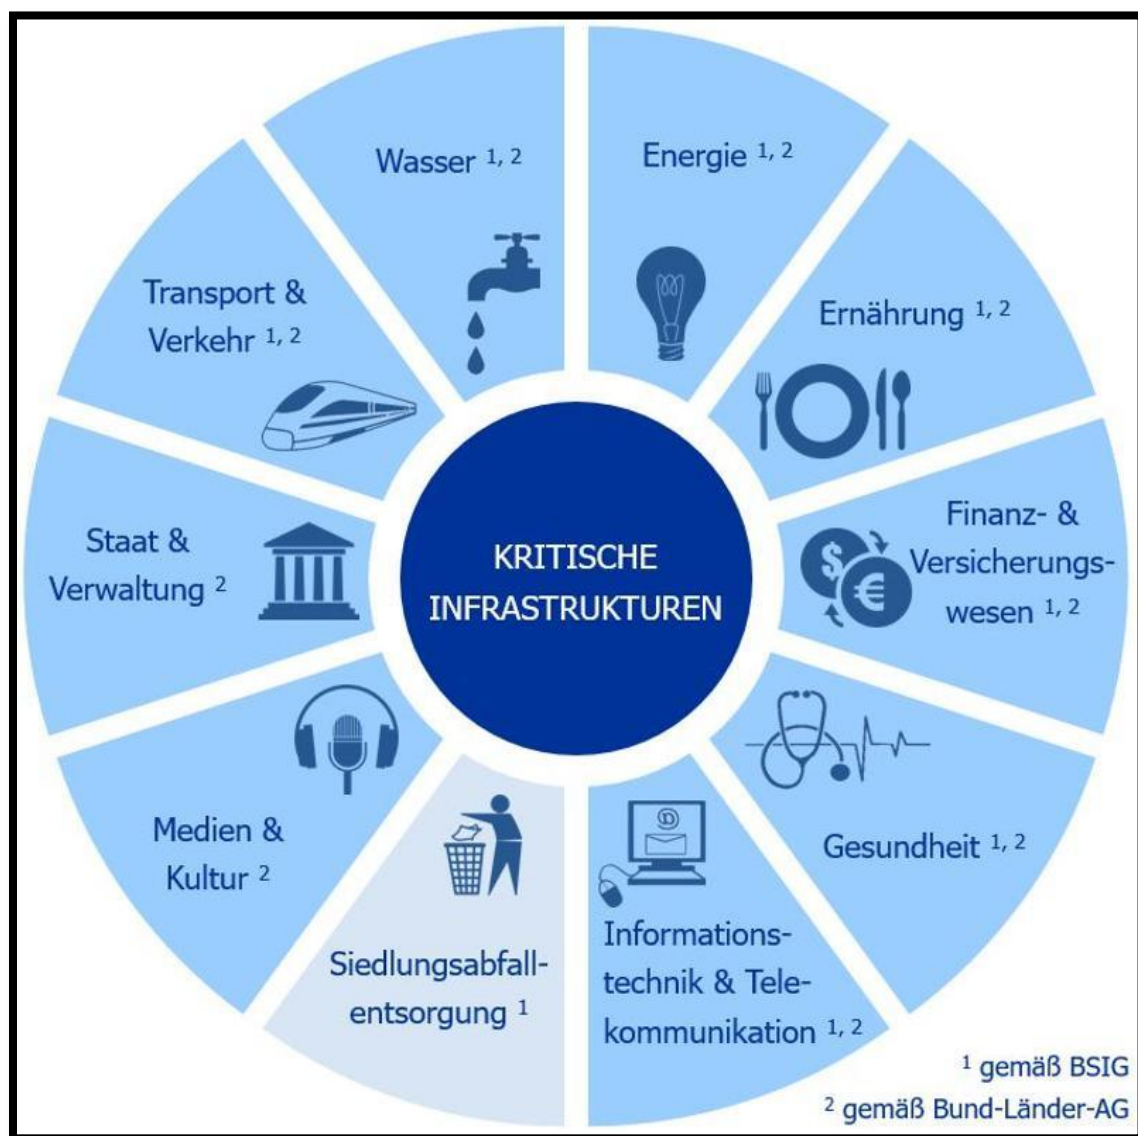 Wasser 1, 2
Energie 1, 2
Ernährung 1, 2
Finanz- &
Versicherungs-
wesen 1, 2
Gesundheit 1, 2
Informations-
technik & Tele-
kommunikation 1, 2
Siedlungsabfall-
entsorgung 1
Medien &
Kultur 2
Staat &
Verwaltung 2
Transport &
Verkehr 1, 2
KRITISCHE
INFRASTRUKTUREN
$
€
@
1 gemäß BSIG
2 gemäß Bund-Länder-AG